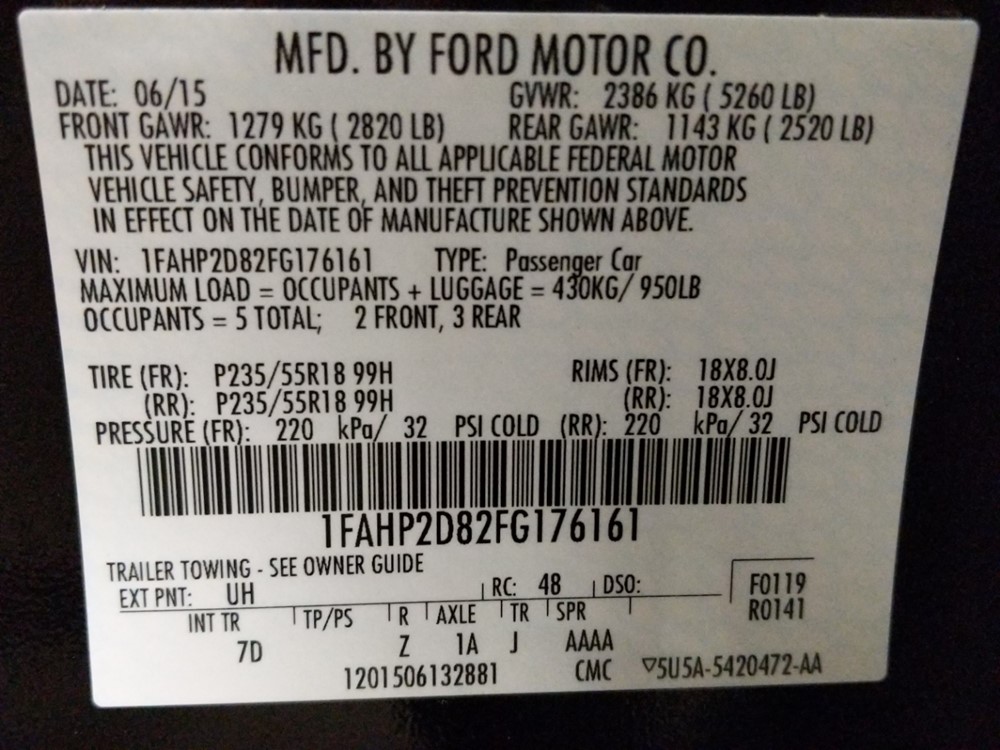 MFD. BY FORD MOTOR CO.
DATE: 06/15 GVWR: 2386 KG ( 5260 LB)
FRONT GAWR: 1279 KG ( 2820 LB) REAR GAWR: 1143 KG ( 2520 LB)
THIS VEHICLE CONFORMS TO ALL APPLICABLE FEDERAL MOTOR
VEHICLE SAFETY, BUMPER, AND THEFT PREVENTION STANDARDS
IN EFFECT ON THE DATE OF MANUFACTURE SHOWN ABOVE.
VIN: 1FAHP2D82FG176161 TYPE: Passenger Car
MAXIMUM LOAD = OCCUPANTS + LUGGAGE = 430KG/ 950LB
OCCUPANTS = 5 TOTAL; 2 FRONT, 3 REAR
TIRE (FR): P235/55R18 99H RIMS (FR): 18X8.0J
(RR): P235/55R18 99H (RR): 18X8.0J
PRESSURE (FR): 220 kPa/ 32 PSI COLD (RR): 220 kPa/ 32 PSI COLD
1FAHP2D82FG176161
TRAILER TOWING - SEE OWNER GUIDE
EXT PNT: UH RC: 48 DSO: F0119
INT TR TP/PS R AXLE TR SPR R0141
7D Z 1A J AAAA
1201506132881 CMC ▽5U5A-5420472-AA